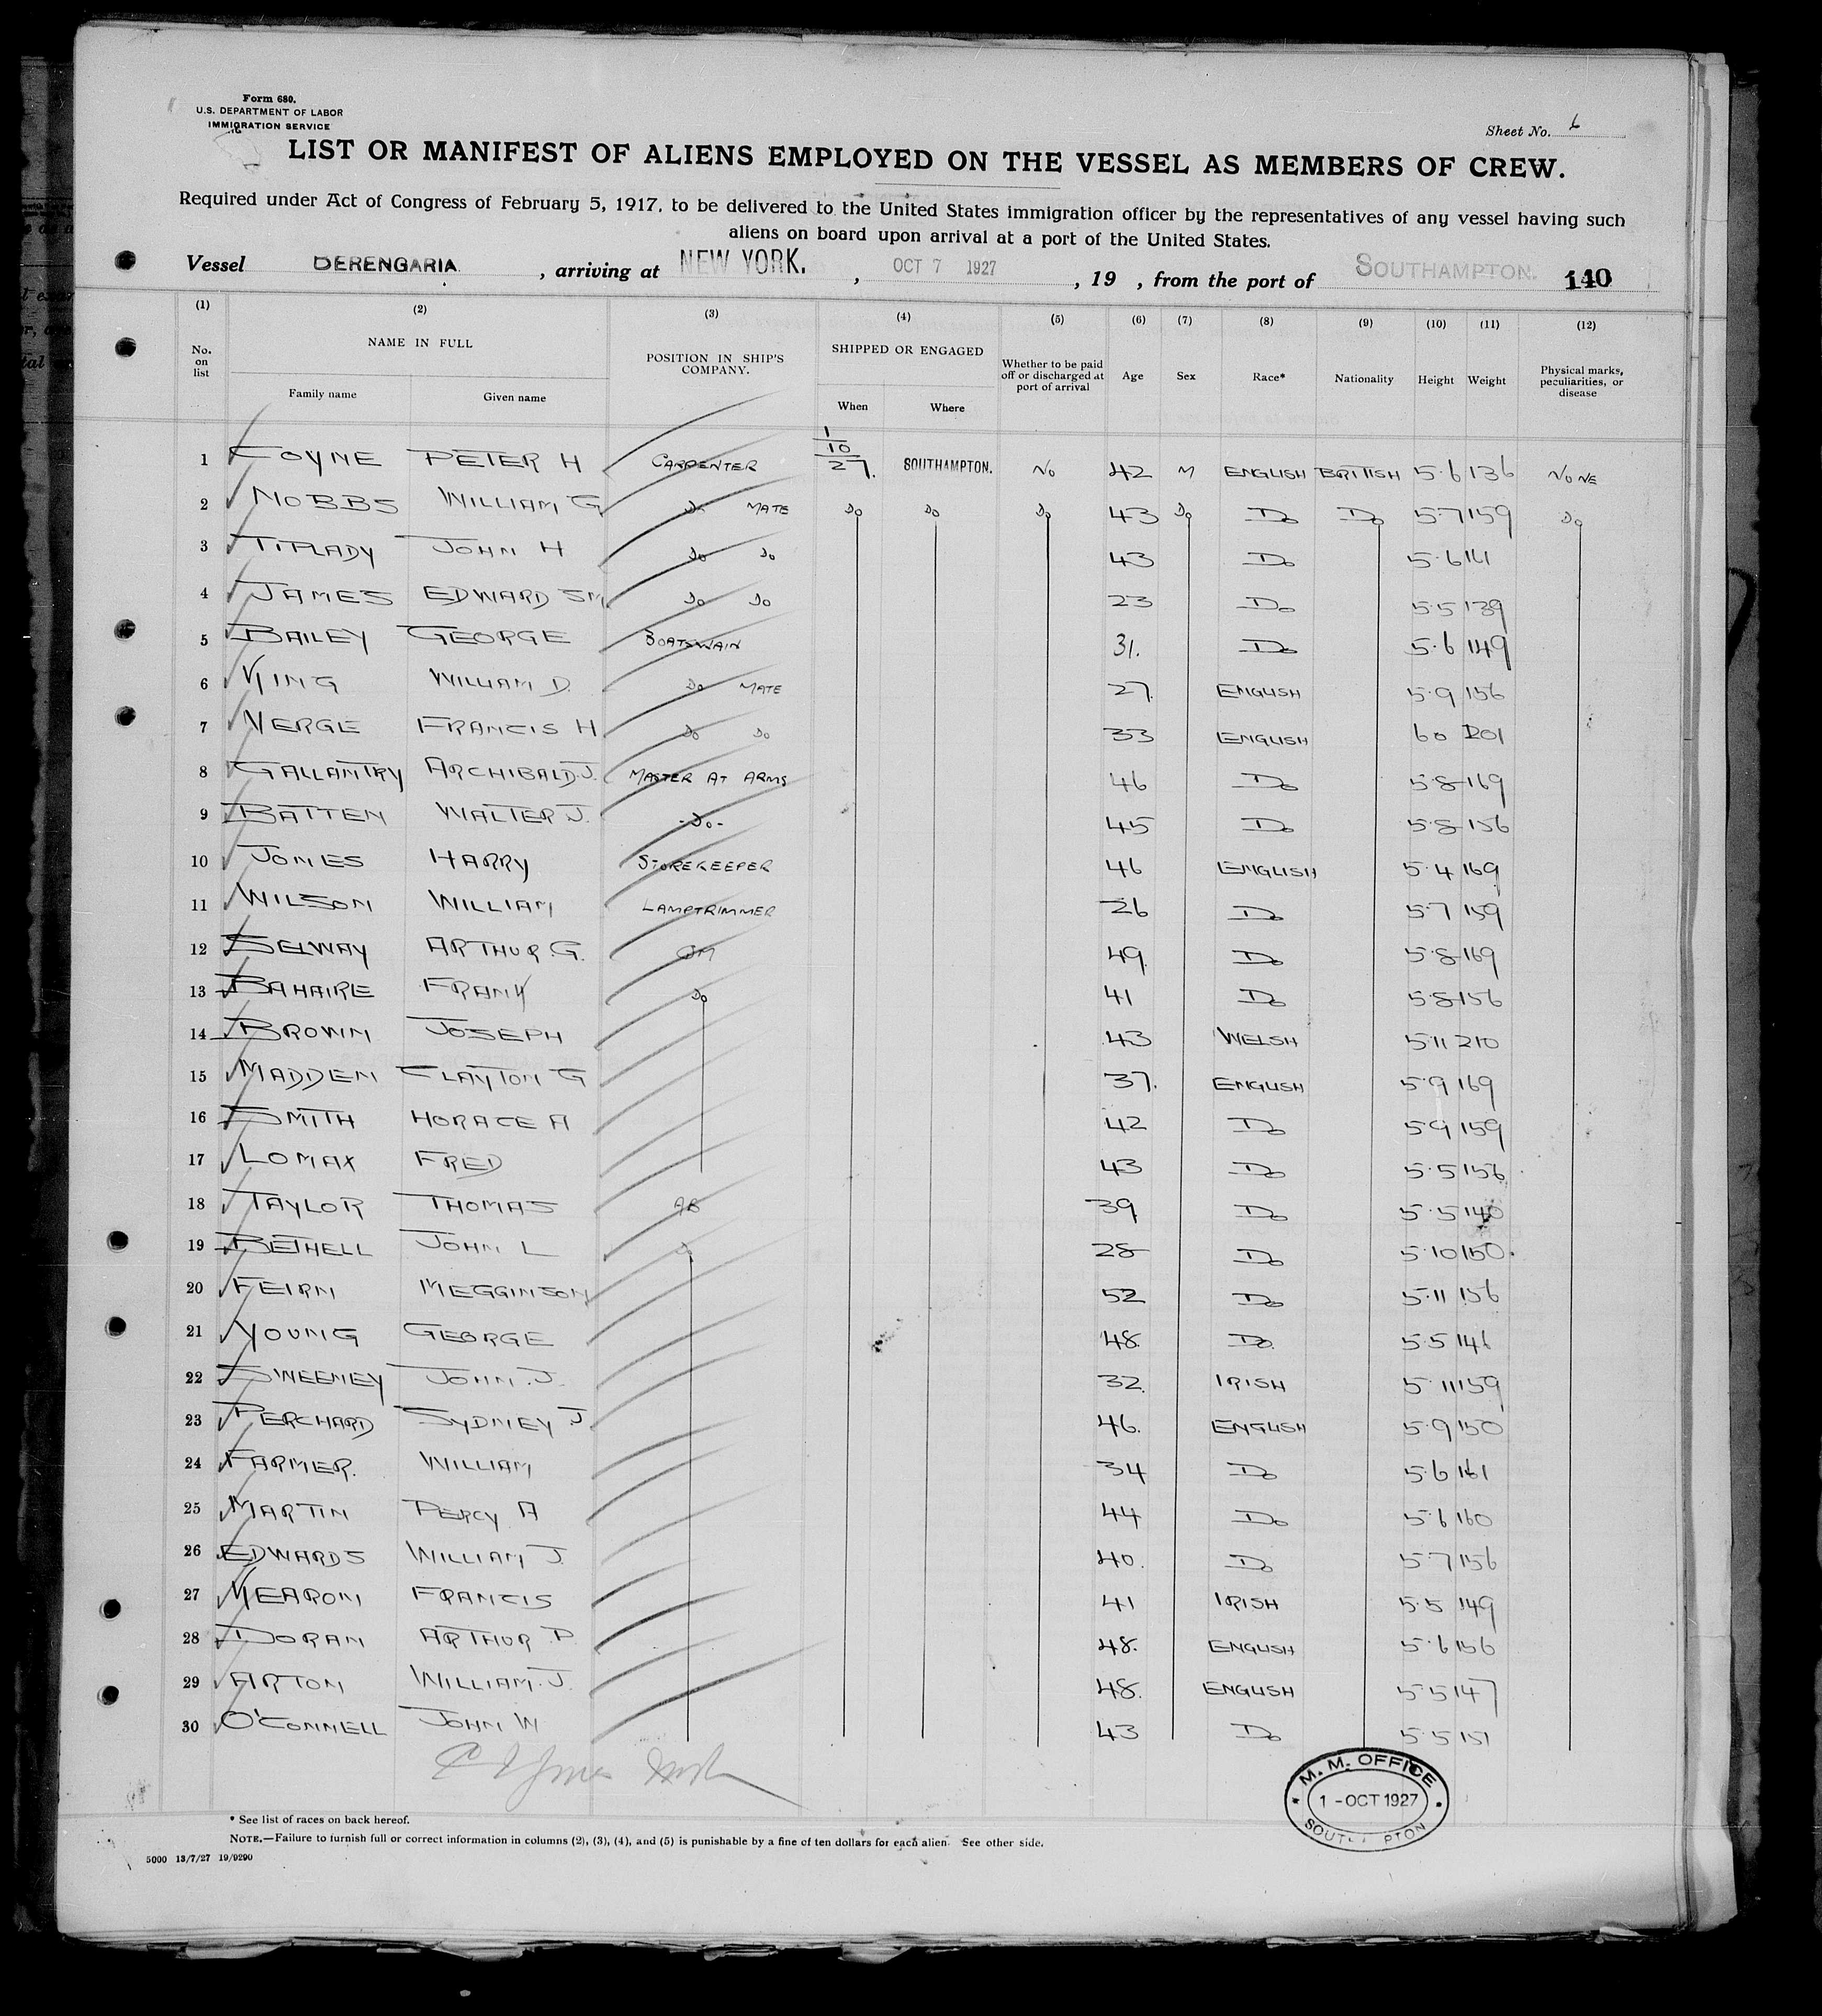 Form 680.
U.S. DEPARTMENT OF LABOR
IMMIGRATION SERVICE
Sheet No. 6
LIST OR MANIFEST OF ALIENS EMPLOYED ON THE VESSEL AS MEMBERS OF CREW.
Required under Act of Congress of February 5, 1917, to be delivered to the United States immigration officer by the representatives of any vessel having such
aliens on board upon arrival at a port of the United States.
Vessel BERENGARIA, arriving at NEW YORK., OCT 7 1927, 19 , from the port of SOUTHAMPTON. 140
(1) (2) (3) (4) (5) (6) (7) (8) (9) (10) (11) (12)
No. on list NAME IN FULL Family name Given name POSITION IN SHIP'S COMPANY. SHIPPED OR ENGAGED When Where Whether to be paid off or discharged at port of arrival Age Sex Race* Nationality Height Weight Physical marks, peculiarities, or disease
1 COYNE PETER H CARPENTER 1/10/27. SOUTHAMPTON. No 42 M ENGLISH BRITISH 5.6 136 NONE
2 NOBBS WILLIAM G Do MATE Do Do Do 43 Do Do Do 5.7 159 Do
3 TIPLADY JOHN H Do Do 43 Do 5.6 161
4 JAMES EDWARD SM Do Do 23 Do 5.5 139
5 BAILEY GEORGE BOATSWAIN 31. Do 5.6 149
6 KING WILLIAM D. Do MATE 27 ENGLISH 5.9 156
7 VERGE FRANCIS H Do Do 33 ENGLISH 6 0 201
8 GALLANTRY ARCHIBALD.J. MASTER AT ARMS 46 Do 5.8 169
9 BATTEN WALTER J. -Do- 45 Do 5.8 156
10 JONES HARRY STOREKEEPER 46 ENGLISH 5.4 169
11 WILSON WILLIAM LAMPTRIMMER 26 Do 5.7 159
12 SELWAY ARTHUR.G. QM 49. Do 5.8 169
13 BAHAIRE FRANK Do 41 Do 5.8 156
14 BROWN JOSEPH 43 WELSH 5.11 210
15 MADDEN CLAYTON G 37. ENGLISH 5.9 169
16 SMITH HORACE A 42 Do 5.9 159
17 LOMAX FRED 43 Do 5.5 156
18 TAYLOR THOMAS AB 39 Do 5.5 140
19 BETHELL JOHN L Do 28 Do 5.10 150.
20 FEIRN MEGGINSON 52 Do 5.11 156
21 YOUNG GEORGE 48. Do. 5.5 146
22 SWEENEY JOHN.J. 32. IRISH 5.11 159
23 PERCHARD SYDNEY J 46. ENGLISH 5.9 150
24 FARMER. WILLIAM 34 Do 5.6 161
25 MARTIN PERCY A 44 Do 5.6 160
26 EDWARDS WILLIAM J. 40. Do 5.7 156
27 KEARON FRANCIS 41 IRISH 5.5 149
28 DORAN ARTHUR P 48. ENGLISH 5.6 156
29 AIRTON WILLIAM.J. 48. ENGLISH 5.5 147
30 O'CONNELL JOHN W 43 Do 5.5 151
M. M. OFFICE
1 - OCT 1927
* See list of races on back hereof.
NOTE.—Failure to furnish full or correct information in columns (2), (3), (4), and (5) is punishable by a fine of ten dollars for each alien. See other side.
5000 13/7/27 19/9290